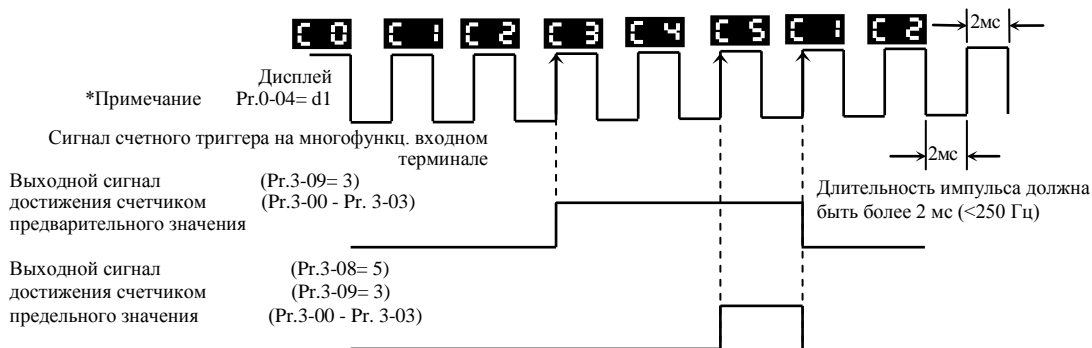 C 0 C 1 C 2 C 3 C 4 C 5 C 1 C 2 2мс
Дисплей
*Примечание Pr.0-04= d1
Сигнал счетного триггера на многофункц. входном
терминале
2мс
Выходной сигнал (Pr.3-09= 3)
достижения счетчиком (Pr.3-00 - Pr. 3-03)
предварительного значения
Длительность импульса должна
быть более 2 мс (<250 Гц)
Выходной сигнал (Pr.3-08= 5)
достижения счетчиком (Pr.3-09= 3)
предельного значения (Pr.3-00 - Pr. 3-03)